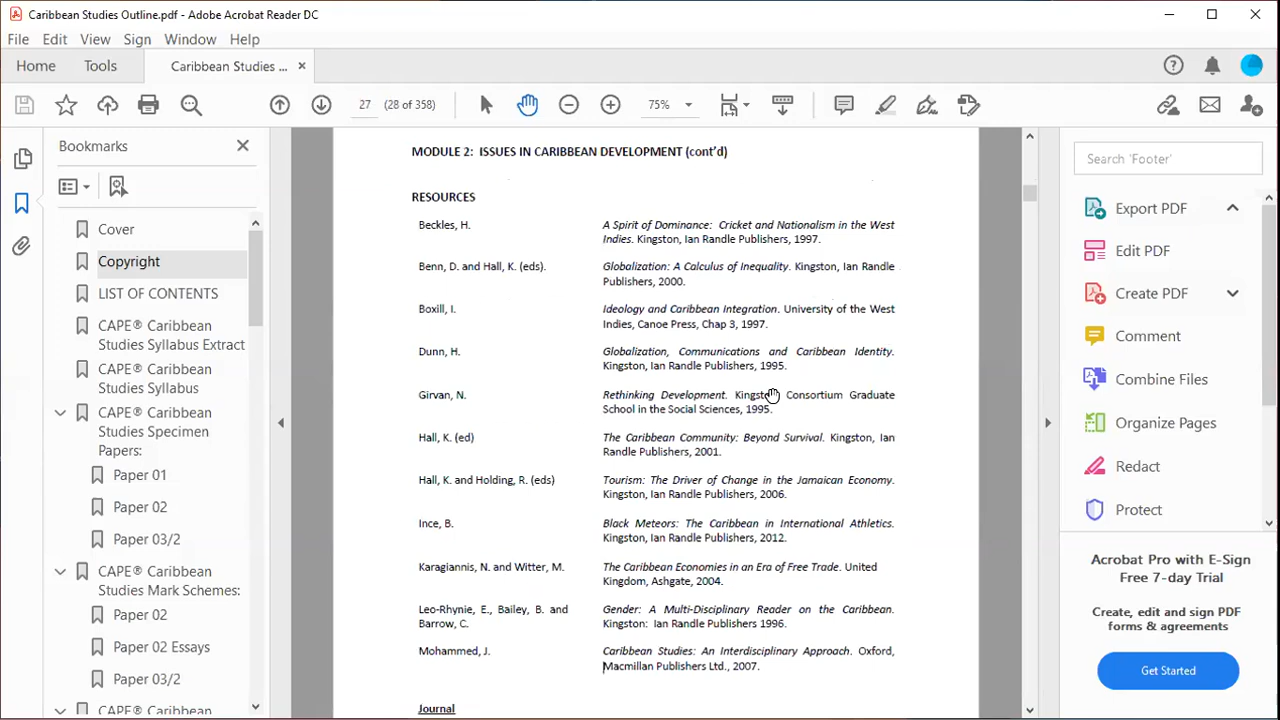 Caribbean Studies Outline.pdf - Adobe Acrobat Reader DC
File Edit View Sign Window Help
Home Tools Caribbean Studies ... ×
27 (28 of 358) 75%
Bookmarks
Cover
Copyright
LIST OF CONTENTS
CAPE® Caribbean
Studies Syllabus Extract
CAPE® Caribbean
Studies Syllabus
CAPE® Caribbean
Studies Specimen
Papers:
Paper 01
Paper 02
Paper 03/2
CAPE® Caribbean
Studies Mark Schemes:
Paper 02
Paper 02 Essays
Paper 03/2
CAPE® Caribbean
MODULE 2: ISSUES IN CARIBBEAN DEVELOPMENT (cont'd)
RESOURCES
Beckles, H. A Spirit of Dominance: Cricket and Nationalism in the West
Indies. Kingston, Ian Randle Publishers, 1997.
Benn, D. and Hall, K. (eds). Globalization: A Calculus of Inequality. Kingston, Ian Randle
Publishers, 2000.
Boxill, I. Ideology and Caribbean Integration. University of the West
Indies, Canoe Press, Chap 3, 1997.
Dunn, H. Globalization, Communications and Caribbean Identity.
Kingston, Ian Randle Publishers, 1995.
Girvan, N. Rethinking Development. Kingston, Consortium Graduate
School in the Social Sciences, 1995.
Hall, K. (ed) The Caribbean Community: Beyond Survival. Kingston, Ian
Randle Publishers, 2001.
Hall, K. and Holding, R. (eds) Tourism: The Driver of Change in the Jamaican Economy.
Kingston, Ian Randle Publishers, 2006.
Ince, B. Black Meteors: The Caribbean in International Athletics.
Kingston, Ian Randle Publishers, 2012.
Karagiannis, N. and Witter, M. The Caribbean Economies in an Era of Free Trade. United
Kingdom, Ashgate, 2004.
Leo-Rhynie, E., Bailey, B. and Gender: A Multi-Disciplinary Reader on the Caribbean.
Barrow, C. Kingston: Ian Randle Publishers 1996.
Mohammed, J. Caribbean Studies: An Interdisciplinary Approach. Oxford,
Macmillan Publishers Ltd., 2007.
Journal
Search 'Footer'
Export PDF
Edit PDF
Create PDF
Comment
Combine Files
Organize Pages
Redact
Protect
Acrobat Pro with E-Sign
Free 7-day Trial
Create, edit and sign PDF
forms & agreements
Get Started